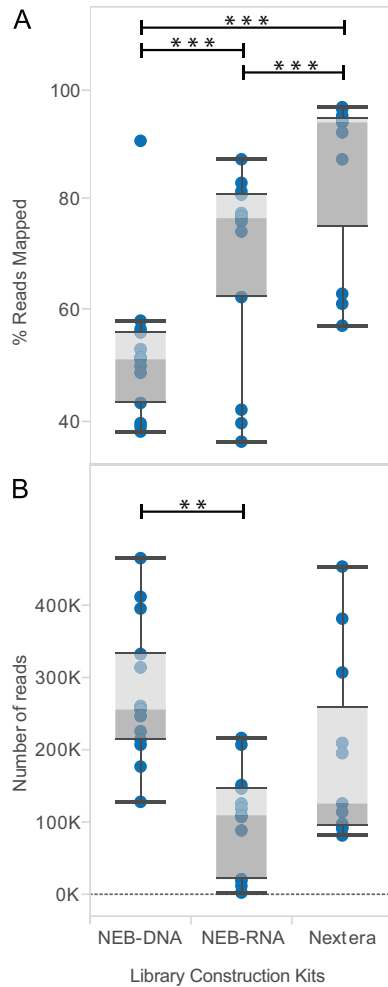 A
***
*** ***
100
80
60
40
% Reads Mapped
B
**
400K
300K
200K
100K
0K
Number of reads
NEB-DNA NEB-RNA Nextera
Library Construction Kits